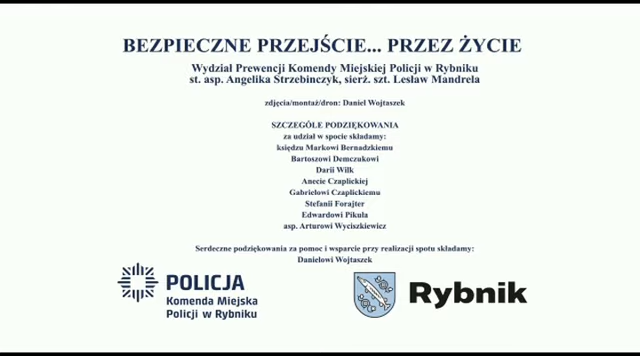 BEZPIECZNE PRZEJŚCIE... PRZEZ ŻYCIE
Wydział Prewencji Komendy Miejskiej Policji w Rybniku
st. asp. Angelika Strzebinczyk, sierż. szt. Lesław Mandrela
zdjęcia/montaż/dron: Daniel Wojtaszek
SZCZEGÓLE PODZIĘKOWANIA
za udział w spocie składamy:
księdzu Markowi Bernadzkiemu
Bartoszowi Demczukowi
Darii Wilk
Anecie Czaplickiej
Gabrielowi Czaplickiemu
Stefanii Forajter
Edwardowi Pikula
asp. Arturowi Wyciszkiewicz
Serdeczne podziękowania za pomoc i wsparcie przy realizacji spotu składamy:
Danielowi Wojtaszek
POLICJA
Komenda Miejska
Policji w Rybniku
Rybnik